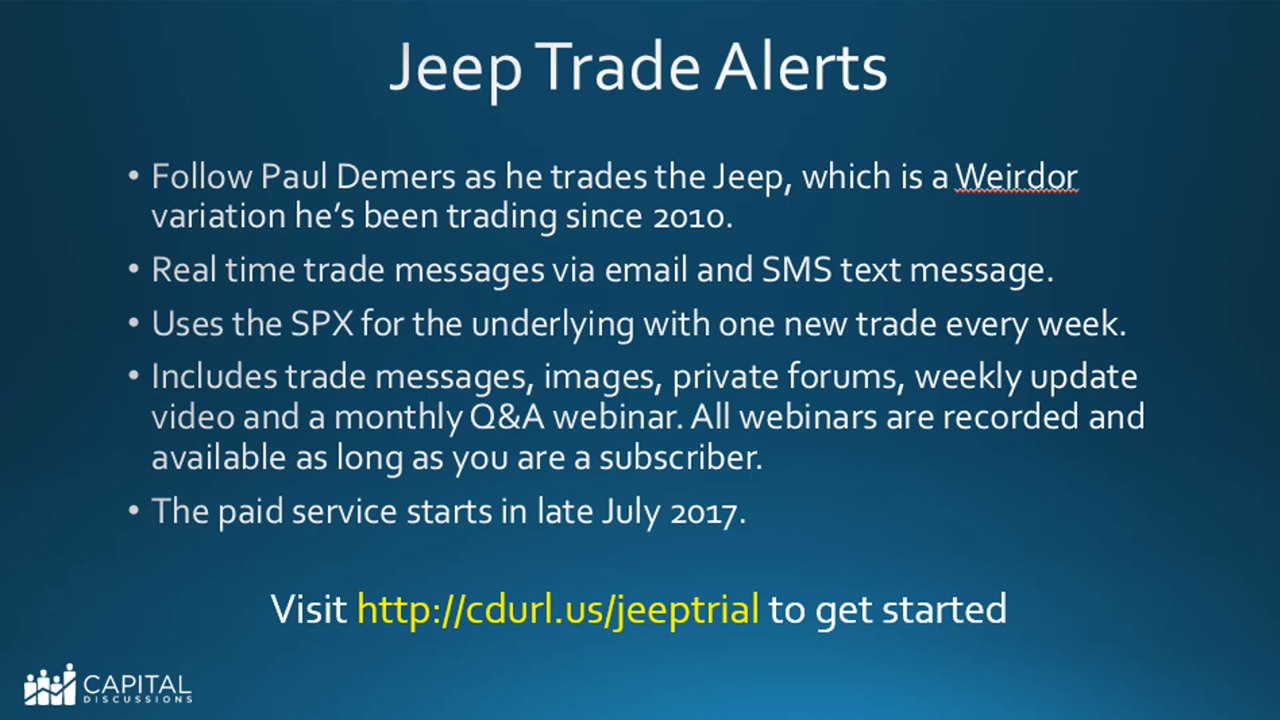 Jeep Trade Alerts
• Follow Paul Demers as he trades the Jeep, which is a Weirdor
variation he's been trading since 2010.
• Real time trade messages via email and SMS text message.
• Uses the SPX for the underlying with one new trade every week.
• Includes trade messages, images, private forums, weekly update
video and a monthly Q&A webinar. All webinars are recorded and
available as long as you are a subscriber.
• The paid service starts in late July 2017.
Visit http://cdurl.us/jeeptrial to get started
CAPITAL
DISCUSSIONS